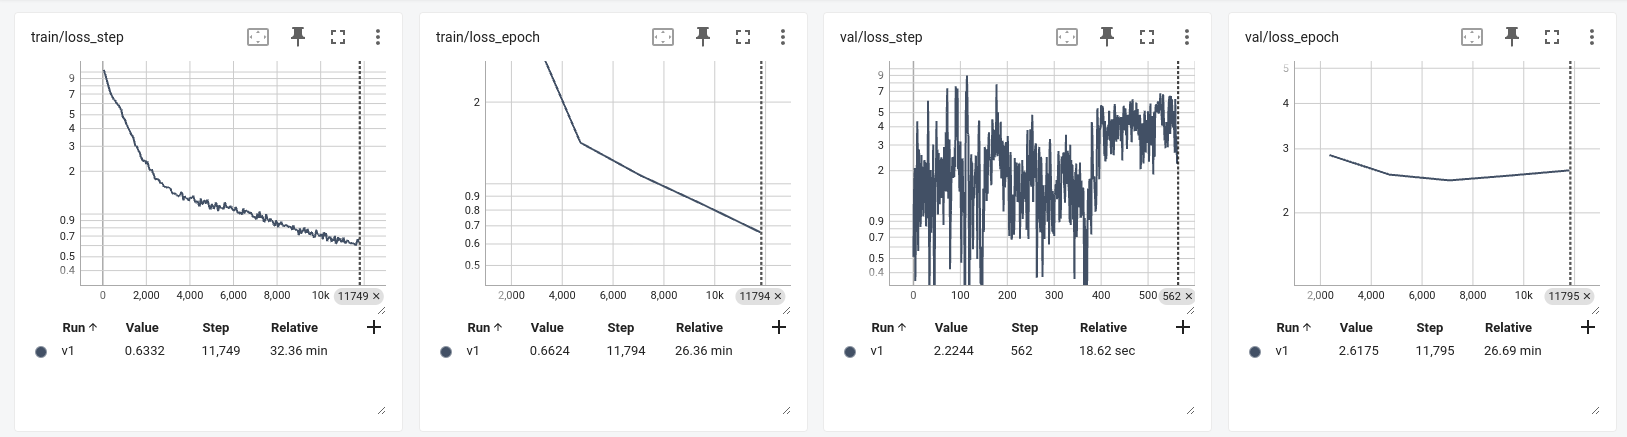 train/loss_step
9
7
5
4
3
2
0.9
0.7
0.5
0.4
0 2,000 4,000 6,000 8,000 10k 11749 ×
Run ↑ Value Step Relative +
v1 0.6332 11,749 32.36 min
train/loss_epoch
2
0.9
0.8
0.7
0.6
0.5
2,000 4,000 6,000 8,000 10k 11794 ×
Run ↑ Value Step Relative +
v1 0.6624 11,794 26.36 min
val/loss_step
9
7
5
4
3
2
0.9
0.7
0.5
0.4
0 100 200 300 400 500 562 ×
Run ↑ Value Step Relative +
v1 2.2244 562 18.62 sec
val/loss_epoch
5
4
3
2
2,000 4,000 6,000 8,000 10k 11795 ×
Run ↑ Value Step Relative +
v1 2.6175 11,795 26.69 min